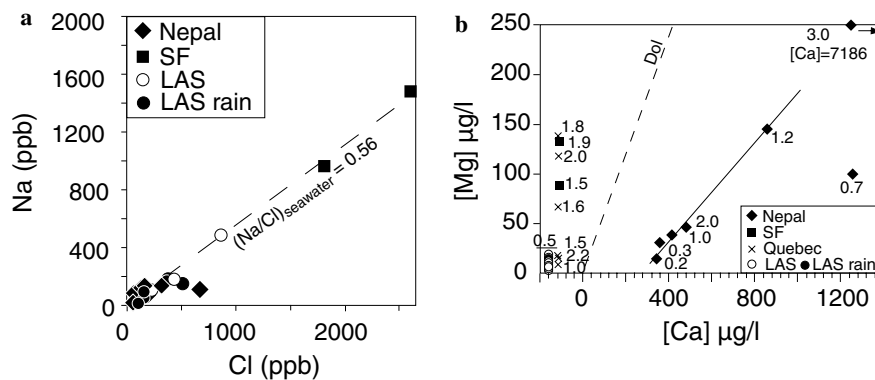 a
Nepal
SF
LAS
LAS rain
2000
1600
1200
800
400
0
0
1000
2000
Na (ppb)
Cl (ppb)
(Na/Cl)seawater = 0.56
b
250
200
150
100
50
0
[Mg] µg/l
Dol
3.0
[Ca]=7186
1.8
1.9
2.0
1.5
1.6
1.2
0.7
2.0
1.0
0.3
0.2
0.5
1.5
2.2
1.0
Nepal
SF
Quebec
LAS
LAS rain
0
400
800
1200
[Ca] µg/l